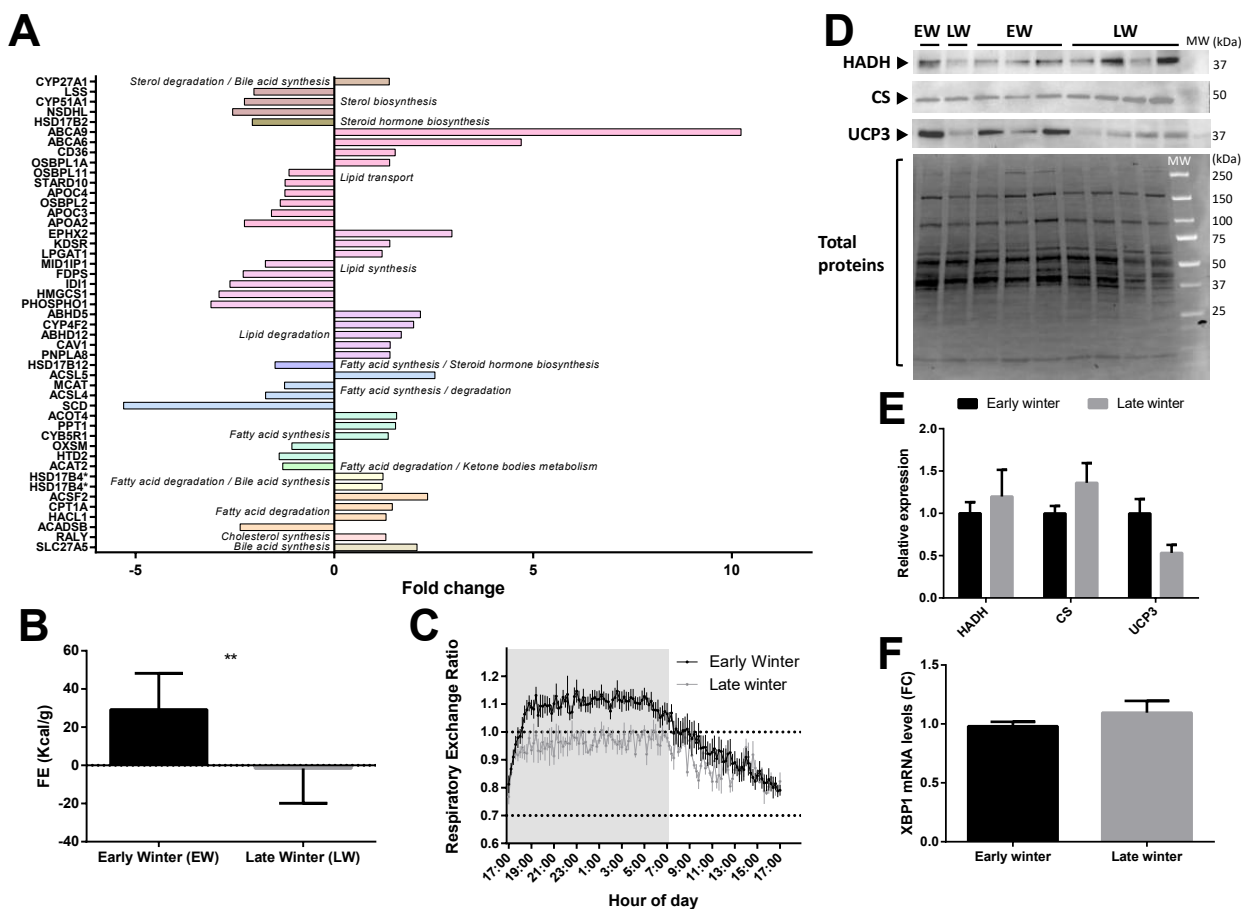 A
CYP27A1
LSS
CYP51A1
NSDHL
HSD17B2
ABCA9
ABCA6
CD36
OSBPL1A
OSBPL11
STARD10
APOC4
OSBPL2
APOC3
APOA2
EPHX2
KDSR
LPGAT1
MID1IP1
FDPS
IDI1
HMGCS1
PHOSPHO1
ABHD5
CYP4F2
ABHD12
CAV1
PNPLA8
HSD17B12
ACSL5
MCAT
ACSL4
SCD
ACOT4
PPT1
CYB5R1
OXSM
HTD2
ACAT2
HSD17B4*
HSD17B4*
ACSF2
CPT1A
HACL1
ACADSB
RALY
SLC27A5
Sterol degradation / Bile acid synthesis
Sterol biosynthesis
Steroid hormone biosynthesis
Lipid transport
Lipid synthesis
Lipid degradation
Fatty acid synthesis / Steroid hormone biosynthesis
Fatty acid synthesis / degradation
Fatty acid synthesis
Fatty acid degradation / Ketone bodies metabolism
Fatty acid degradation / Bile acid synthesis
Fatty acid degradation
Cholesterol synthesis
Bile acid synthesis
-5 0 5 10
Fold change
B
FE (Kcal/g)
60
40
20
0
-20
-40
**
Early Winter (EW) Late Winter (LW)
C
Respiratory Exchange Ratio
1.2
1.1
1.0
0.9
0.8
0.7
0.6
Early Winter
Late winter
17:00 19:00 21:00 23:00 1:00 3:00 5:00 7:00 9:00 11:00 13:00 15:00 17:00
Hour of day
D
EW LW EW LW MW (kDa)
HADH 37
CS 50
UCP3 37
MW (kDa)
250
150
100
75
50
37
25
Total
proteins
E
Early winter Late winter
Relative expression
2.0
1.5
1.0
0.5
0.0
HADH CS UCP3
F
XBP1 mRNA levels (FC)
1.5
1.0
0.5
0.0
Early winter Late winter